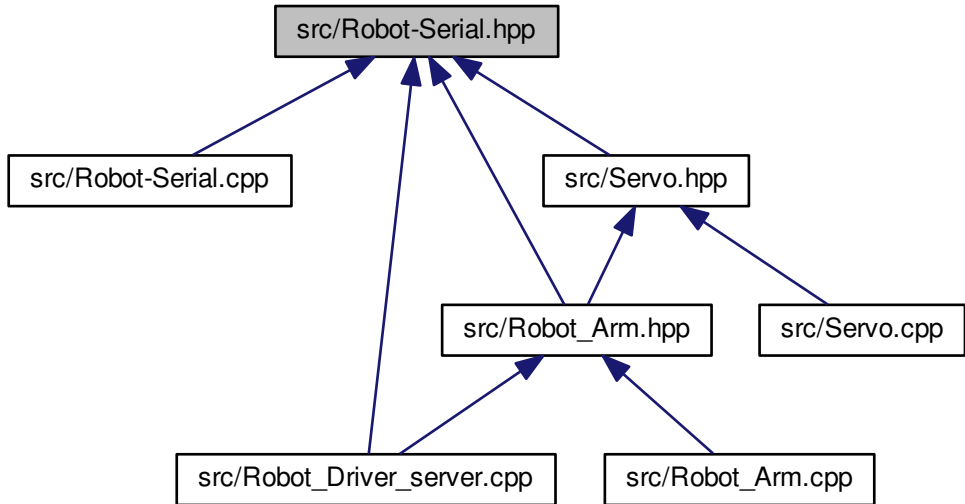 src/Robot-Serial.hpp
src/Robot-Serial.cpp
src/Servo.hpp
src/Robot_Arm.hpp
src/Servo.cpp
src/Robot_Driver_server.cpp
src/Robot_Arm.cpp